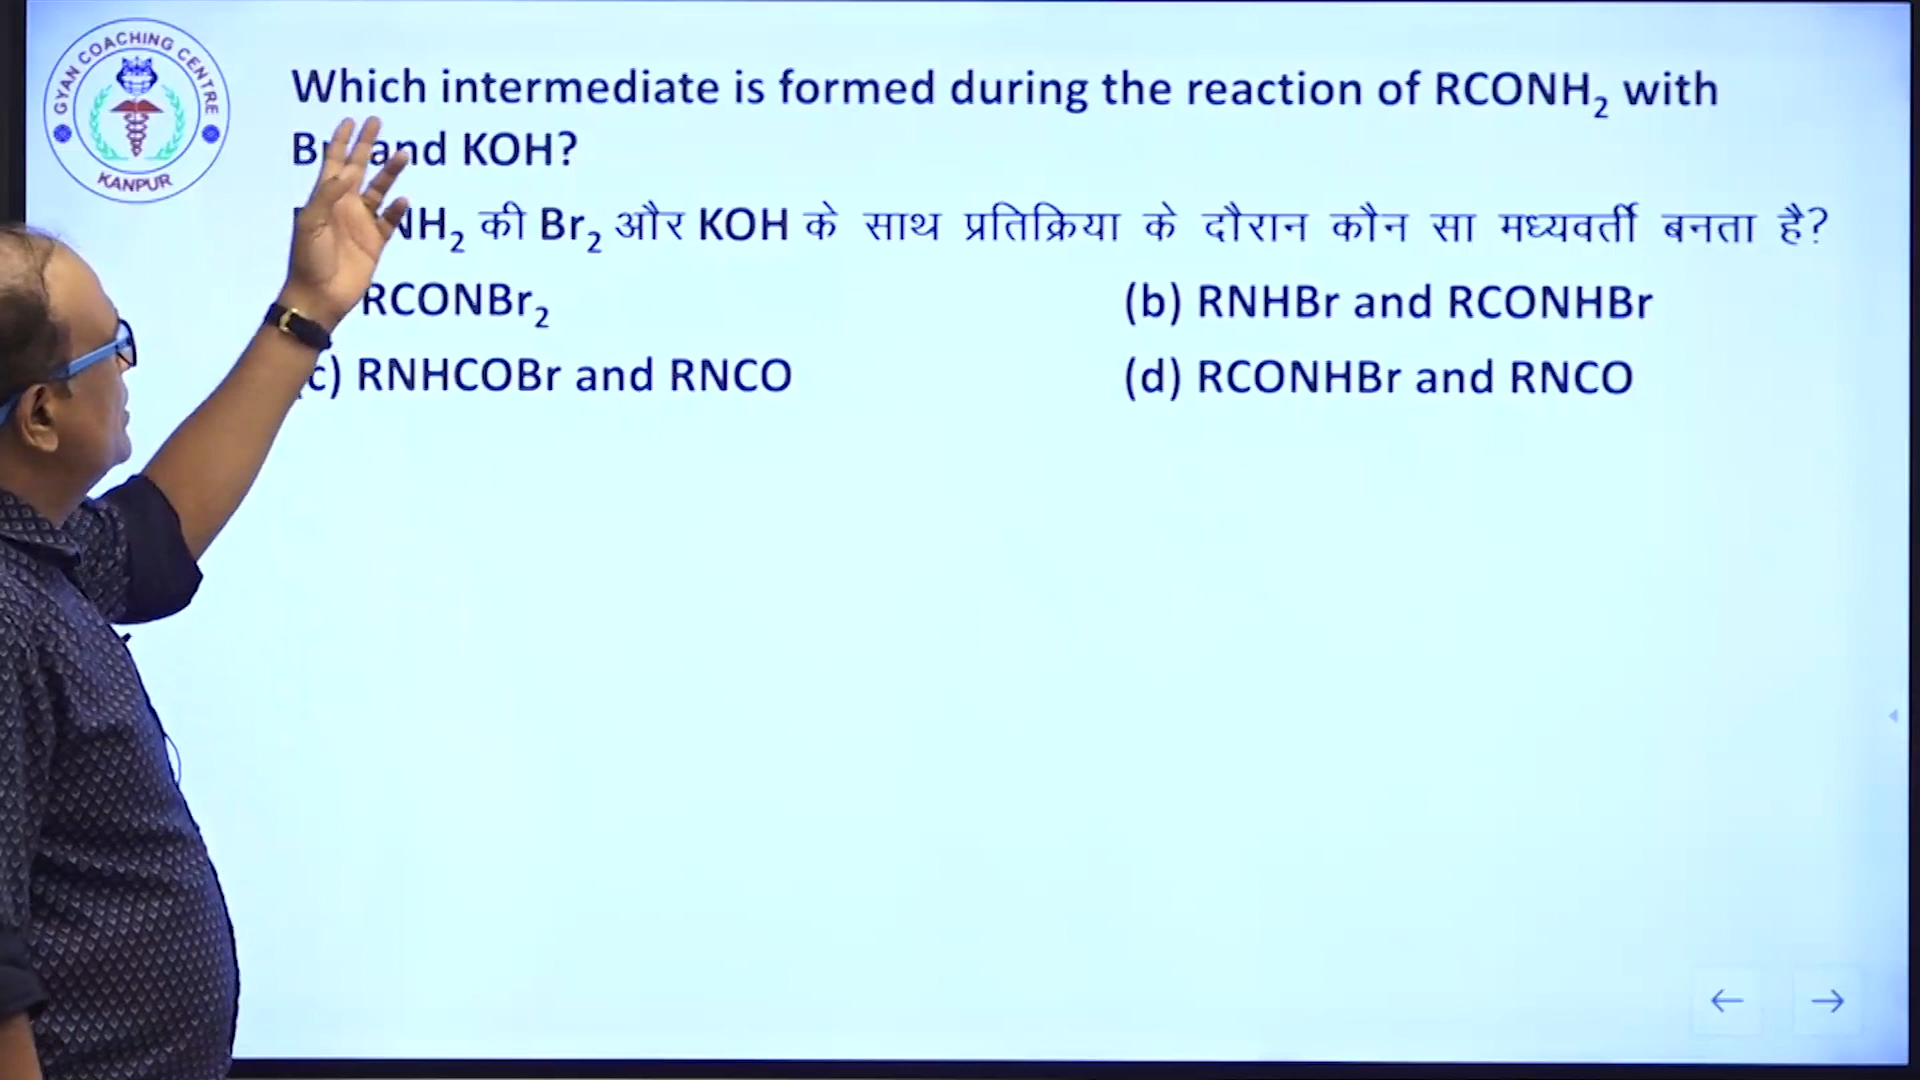 GYAN COACHING CENTRE
KANPUR
Which intermediate is formed during the reaction of RCONH₂ with
and KOH?
NH₂ की Br₂ और KOH के साथ प्रतिक्रिया के दौरान कौन सा मध्यवर्ती बनता है?
RCONBr₂
(b) RNHBr and RCONHBr
c) RNHCOBr and RNCO
(d) RCONHBr and RNCO